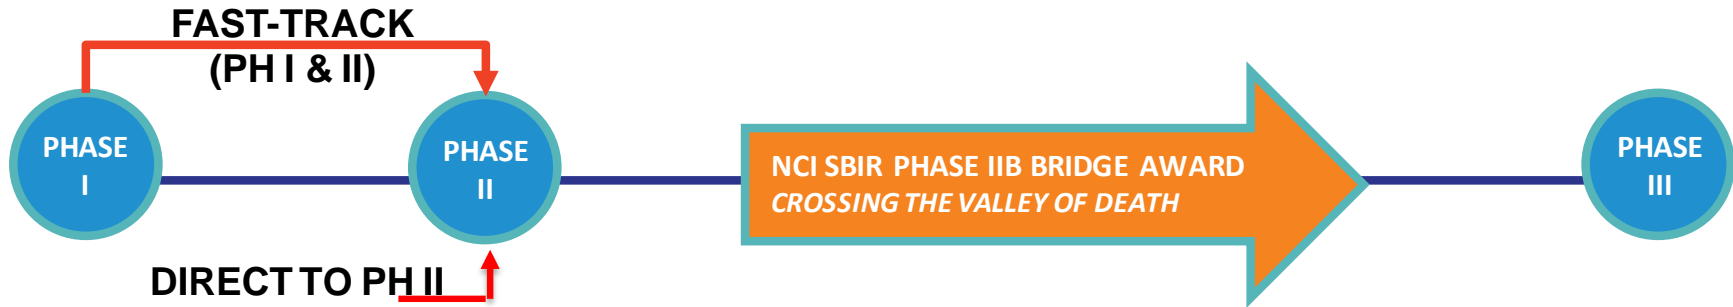 FAST-TRACK
(PH I & II)
PHASE
I
PHASE
II
NCI SBIR PHASE IIB BRIDGE AWARD
CROSSING THE VALLEY OF DEATH
PHASE
III
DIRECT TO PH II